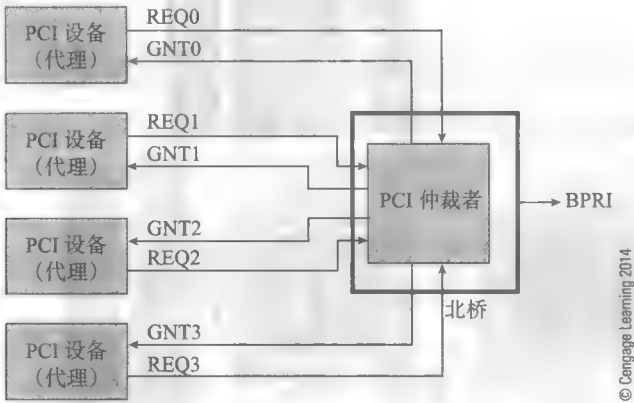 PCI 设备
（代理）
REQ0
GNT0
PCI 设备
（代理）
REQ1
GNT1
PCI 设备
（代理）
GNT2
REQ2
PCI 设备
（代理）
GNT3
REQ3
PCI 仲裁者
北桥
BPRI
© Cengage Learning 2014